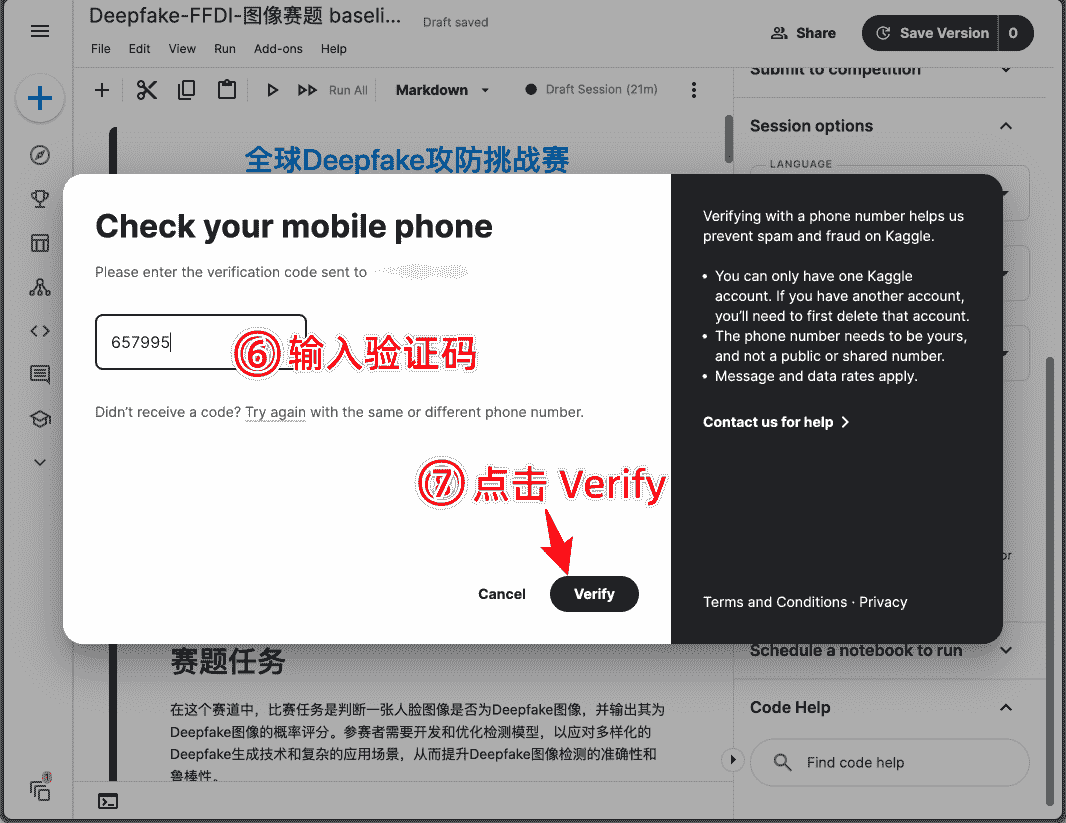 Deepfake-FFDI-图像赛题 baseli...
Draft saved
File Edit View Run Add-ons Help
Share
Save Version 0
Run All
Markdown
Draft Session (21m)
Submit to competition
Session options
LANGUAGE
全球Deepfake攻防挑战赛
Check your mobile phone
Please enter the verification code sent to
657995
⑥ 输入验证码
Didn't receive a code? Try again with the same or different phone number.
⑦ 点击 Verify
Cancel
Verify
Verifying with a phone number helps us
prevent spam and fraud on Kaggle.
• You can only have one Kaggle
account. If you have another account,
you'll need to first delete that account.
• The phone number needs to be yours,
and not a public or shared number.
• Message and data rates apply.
Contact us for help
Terms and Conditions · Privacy
or
赛题任务
在这个赛道中，比赛任务是判断一张人脸图像是否为Deepfake图像，并输出其为
Deepfake图像的概率评分。参赛者需要开发和优化检测模型，以应对多样化的
Deepfake生成技术和复杂的应用场景，从而提升Deepfake图像检测的准确性和
鲁棒性。
Schedule a notebook to run
Code Help
Find code help
1